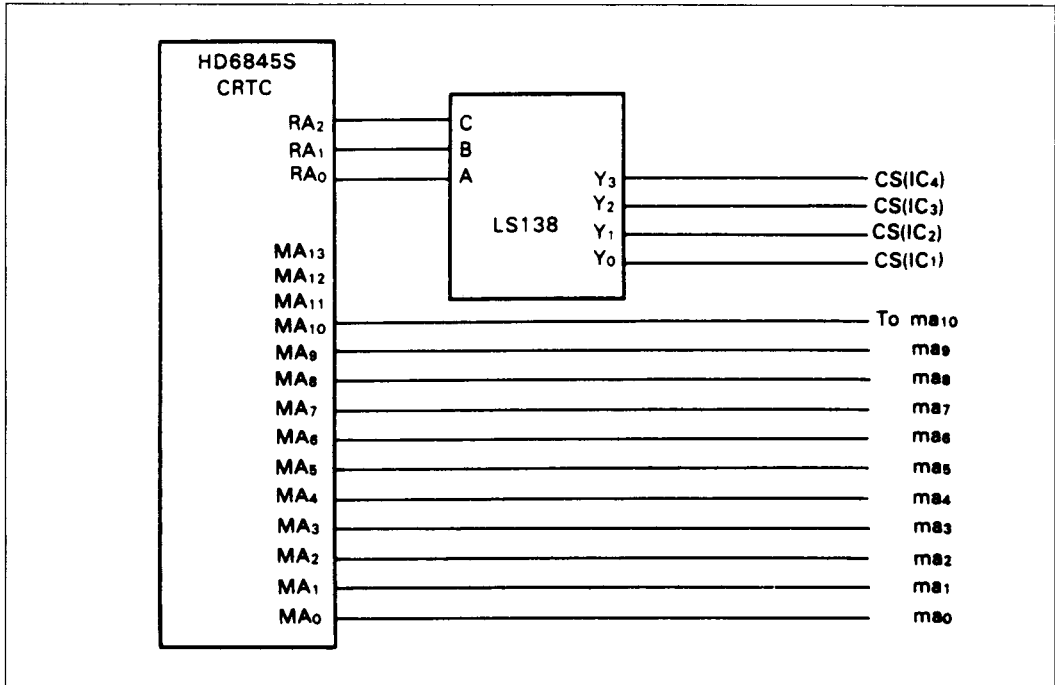 HD6845S
CRTC
RA2
RA1
RA0
C
B
A
LS138
Y3
Y2
Y1
Y0
CS(IC4)
CS(IC3)
CS(IC2)
CS(IC1)
MA13
MA12
MA11
MA10
MA9
MA8
MA7
MA6
MA5
MA4
MA3
MA2
MA1
MA0
To ma10
ma9
ma8
ma7
ma6
ma5
ma4
ma3
ma2
ma1
ma0